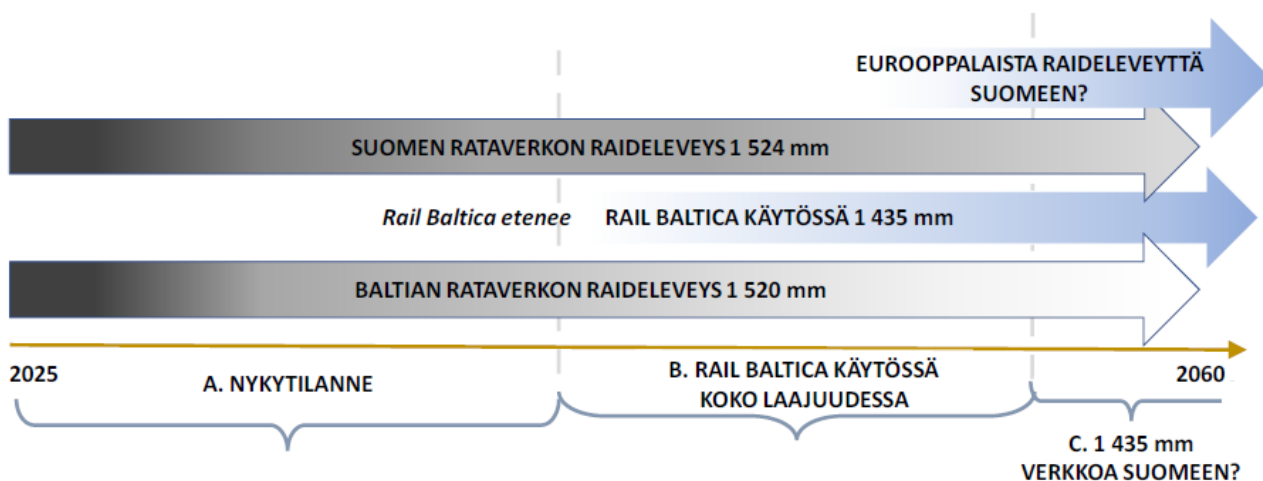 EUROOPPALAISTA RAIDELEVEYTTÄ
SUOMEEN?
SUOMEN RATAVERKON RAIDELEVEYS 1 524 mm
Rail Baltica etenee
RAIL BALTICA KÄYTÖSSÄ 1 435 mm
BALTIAN RATAVERKON RAIDELEVEYS 1 520 mm
2025
A. NYKYTILANNE
B. RAIL BALTICA KÄYTÖSSÄ
KOKO LAAJUUDESSA
2060
C. 1 435 mm
VERKKOA SUOMEEN?